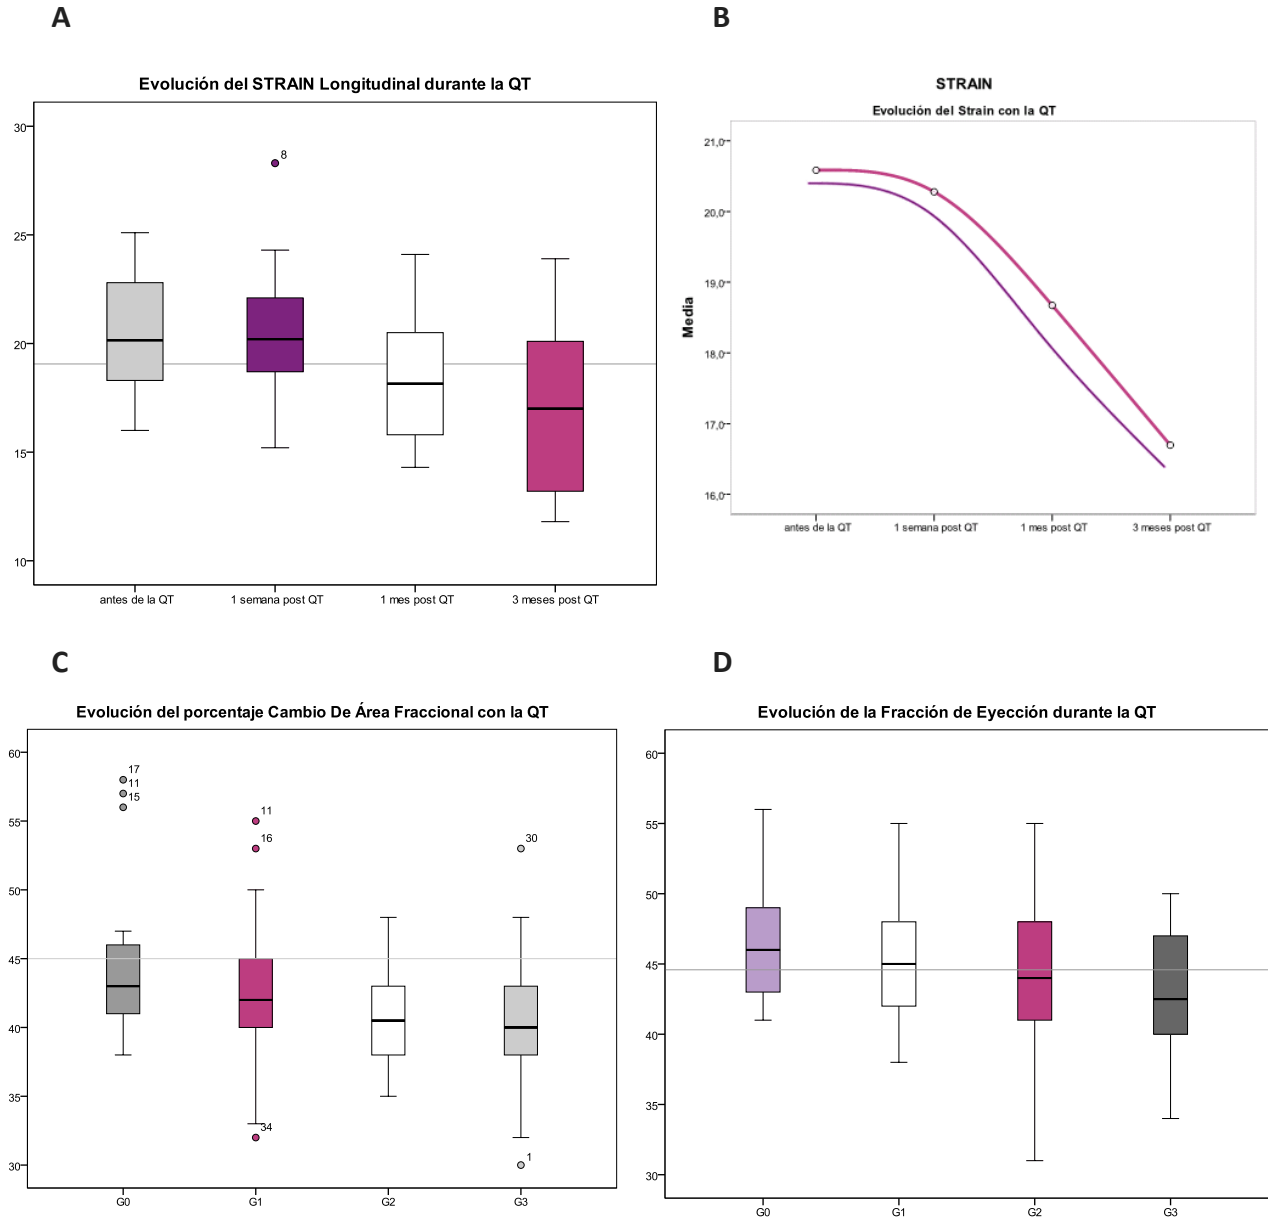 A
Evolución del STRAIN Longitudinal durante la QT
30
25
20
15
10
8
antes de la QT
1 semana post QT
1 mes post QT
3 meses post QT
B
STRAIN
Evolución del Strain con la QT
Media
21,0
20,0
19,0
18,0
17,0
16,0
antes de la QT
1 semana post QT
1 mes post QT
3 meses post QT
C
Evolución del porcentaje Cambio De Área Fraccional con la QT
60
55
50
45
40
35
30
17
11
15
11
16
34
30
1
G0
G1
G2
G3
D
Evolución de la Fracción de Eyección durante la QT
60
55
50
45
40
35
30
G0
G1
G2
G3